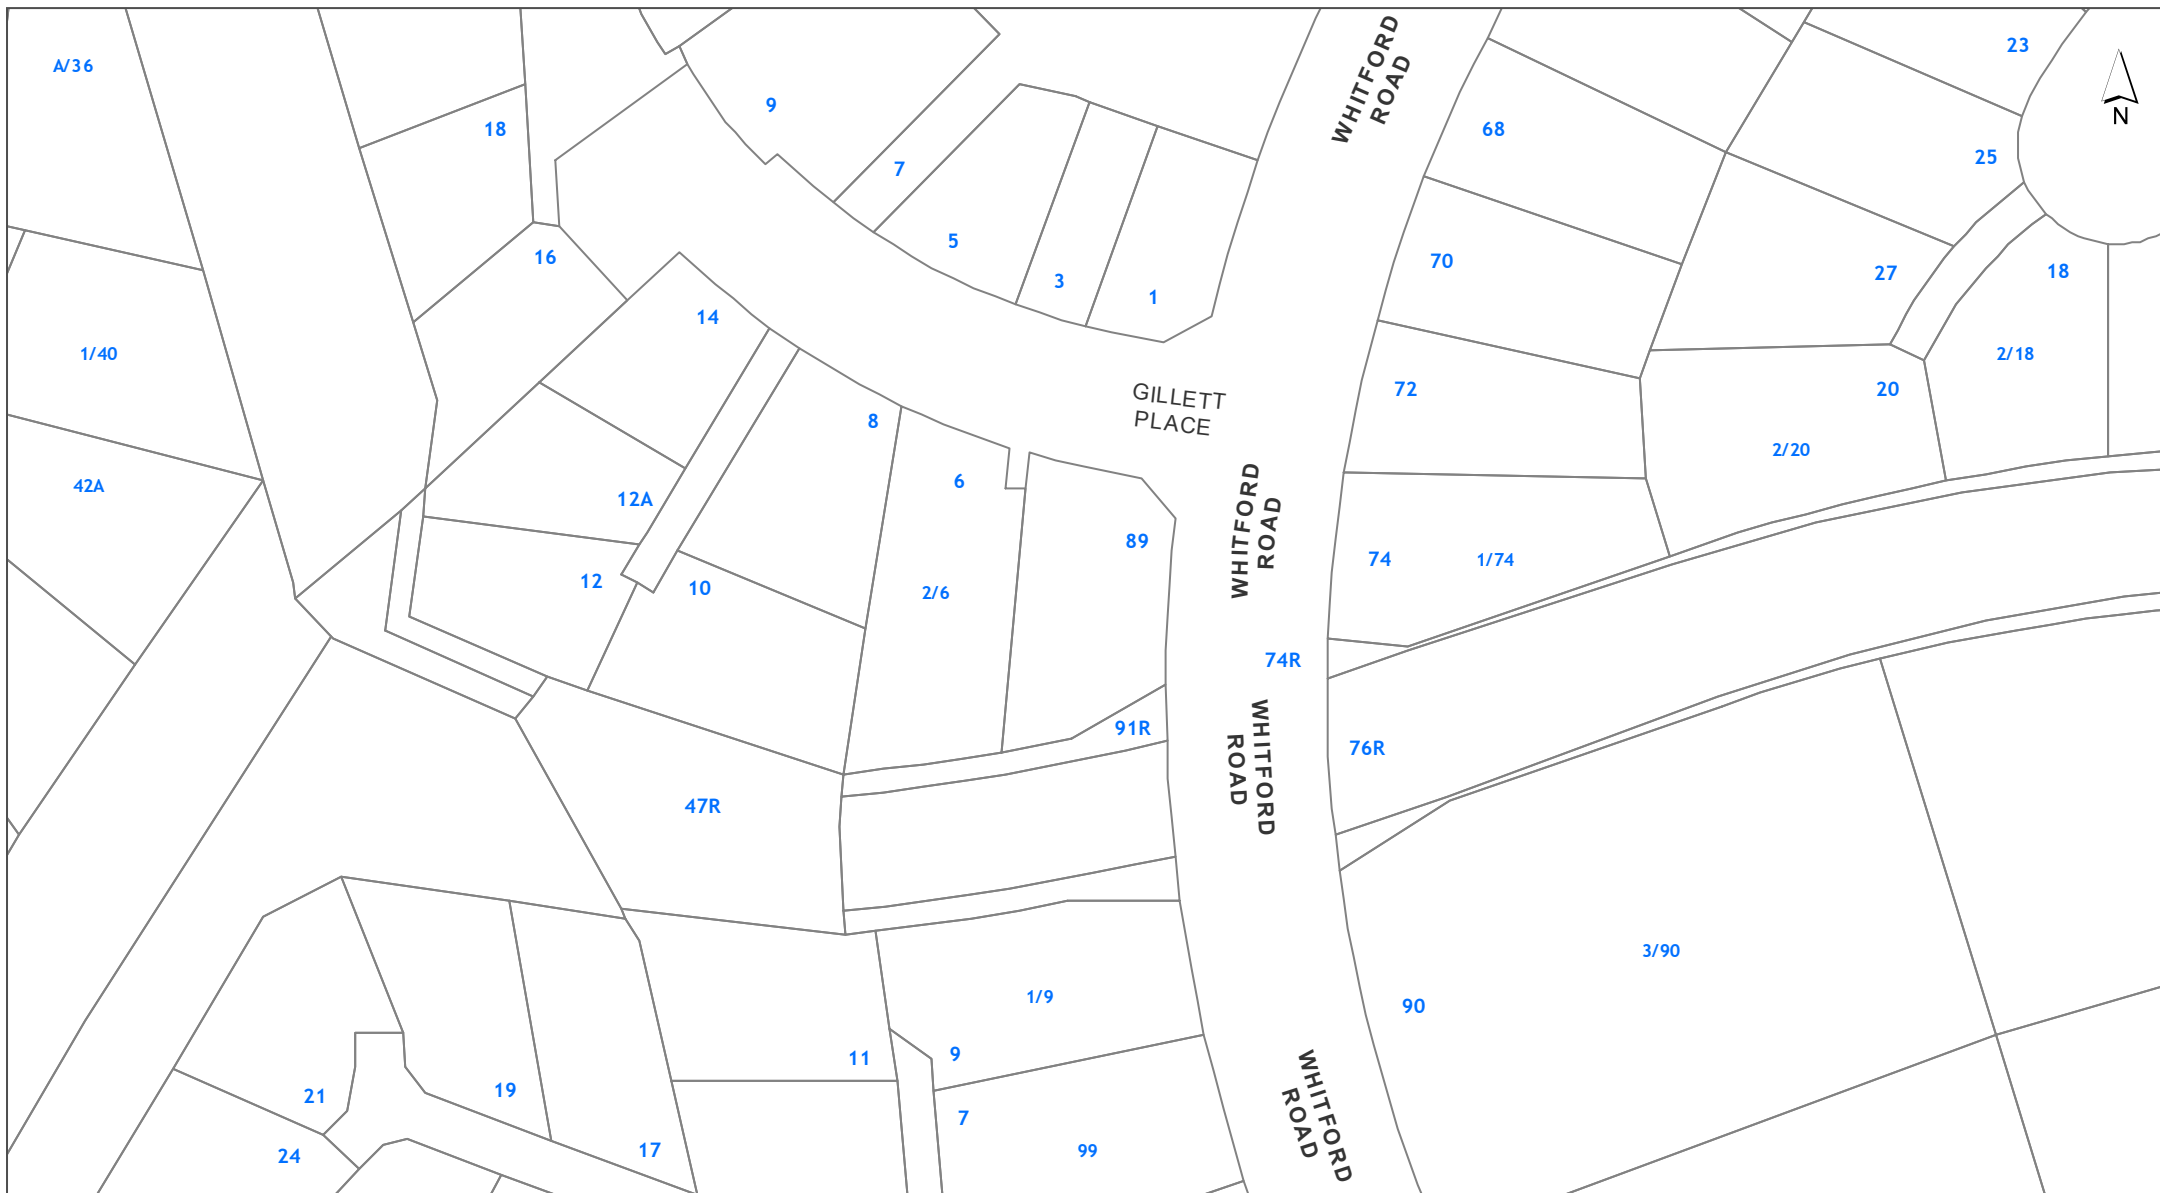 A/36
18
9
7
5
3
1
WHITFORD
ROAD
68
23
25
N
16
14
70
27
18
1/40
2/18
GILLETT
PLACE
72
20
8
2/20
42A
12A
6
WHITFORD
ROAD
89
74
1/74
12
10
2/6
74R
91R
76R
WHITFORD
ROAD
47R
3/90
1/9
90
11
9
21
19
7
WHITFORD
ROAD
24
17
99